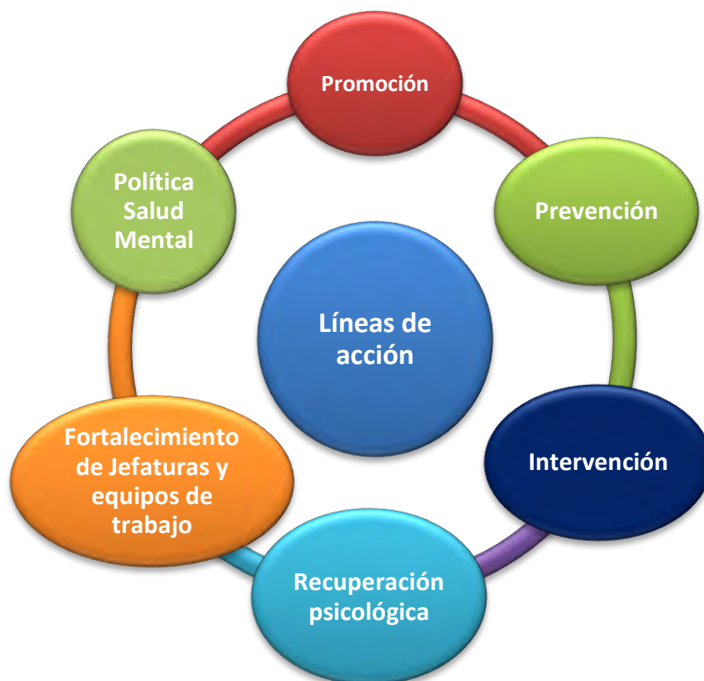 Promoción
Política
Salud
Mental
Prevención
Líneas de
acción
Fortalecimiento
de Jefaturas y
equipos de
trabajo
Intervención
Recuperación
psicológica